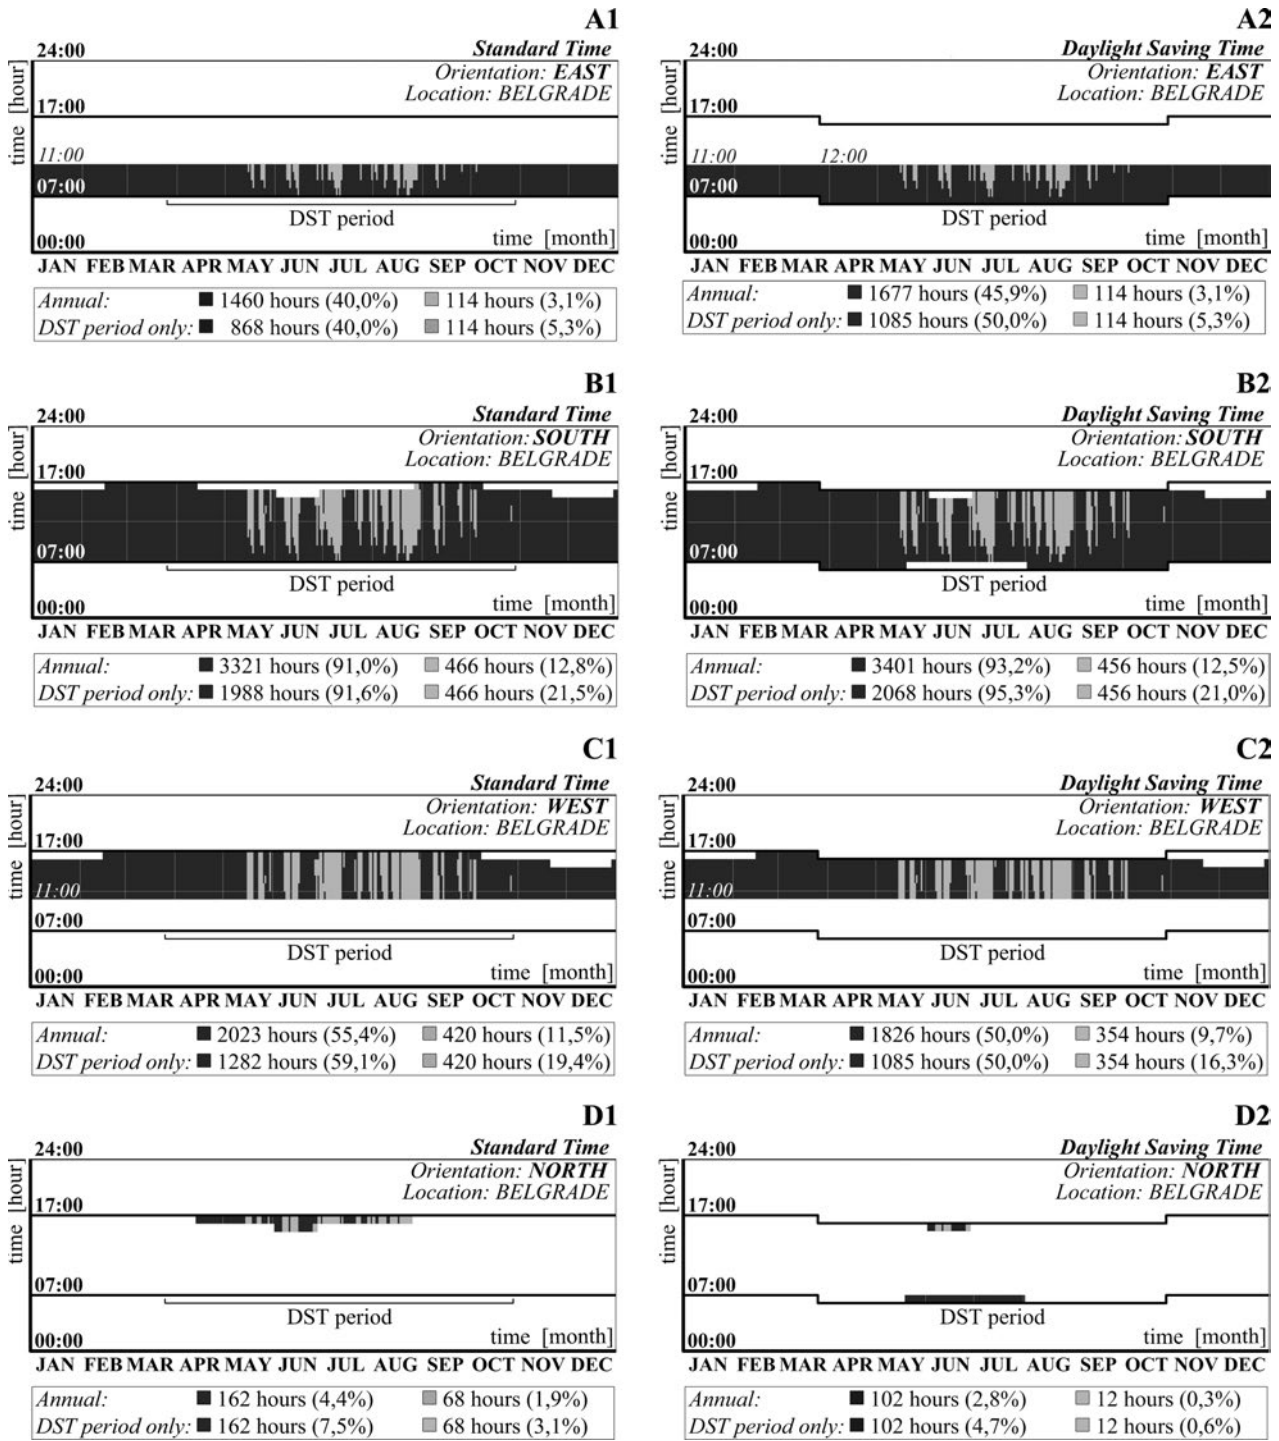 A1
Standard Time
24:00
Orientation: EAST
Location: BELGRADE
17:00
time [hour]
11:00
07:00
DST period
00:00
time [month]
JAN FEB MAR APR MAY JUN JUL AUG SEP OCT NOV DEC
Annual: 1460 hours (40,0%) 114 hours (3,1%)
DST period only: 868 hours (40,0%) 114 hours (5,3%)
A2
Daylight Saving Time
24:00
Orientation: EAST
Location: BELGRADE
17:00
time [hour]
11:00 12:00
07:00
DST period
00:00
time [month]
JAN FEB MAR APR MAY JUN JUL AUG SEP OCT NOV DEC
Annual: 1677 hours (45,9%) 114 hours (3,1%)
DST period only: 1085 hours (50,0%) 114 hours (5,3%)
B1
Standard Time
24:00
Orientation: SOUTH
Location: BELGRADE
17:00
time [hour]
07:00
DST period
00:00
time [month]
JAN FEB MAR APR MAY JUN JUL AUG SEP OCT NOV DEC
Annual: 3321 hours (91,0%) 466 hours (12,8%)
DST period only: 1988 hours (91,6%) 466 hours (21,5%)
B2
Daylight Saving Time
24:00
Orientation: SOUTH
Location: BELGRADE
17:00
time [hour]
07:00
DST period
00:00
time [month]
JAN FEB MAR APR MAY JUN JUL AUG SEP OCT NOV DEC
Annual: 3401 hours (93,2%) 456 hours (12,5%)
DST period only: 2068 hours (95,3%) 456 hours (21,0%)
C1
Standard Time
24:00
Orientation: WEST
Location: BELGRADE
17:00
time [hour]
11:00
07:00
DST period
00:00
time [month]
JAN FEB MAR APR MAY JUN JUL AUG SEP OCT NOV DEC
Annual: 2023 hours (55,4%) 420 hours (11,5%)
DST period only: 1282 hours (59,1%) 420 hours (19,4%)
C2
Daylight Saving Time
24:00
Orientation: WEST
Location: BELGRADE
17:00
time [hour]
11:00
07:00
DST period
00:00
time [month]
JAN FEB MAR APR MAY JUN JUL AUG SEP OCT NOV DEC
Annual: 1826 hours (50,0%) 354 hours (9,7%)
DST period only: 1085 hours (50,0%) 354 hours (16,3%)
D1
Standard Time
24:00
Orientation: NORTH
Location: BELGRADE
17:00
time [hour]
07:00
DST period
00:00
time [month]
JAN FEB MAR APR MAY JUN JUL AUG SEP OCT NOV DEC
Annual: 162 hours (4,4%) 68 hours (1,9%)
DST period only: 162 hours (7,5%) 68 hours (3,1%)
D2
Daylight Saving Time
24:00
Orientation: NORTH
Location: BELGRADE
17:00
time [hour]
07:00
DST period
00:00
time [month]
JAN FEB MAR APR MAY JUN JUL AUG SEP OCT NOV DEC
Annual: 102 hours (2,8%) 12 hours (0,3%)
DST period only: 102 hours (4,7%) 12 hours (0,6%)